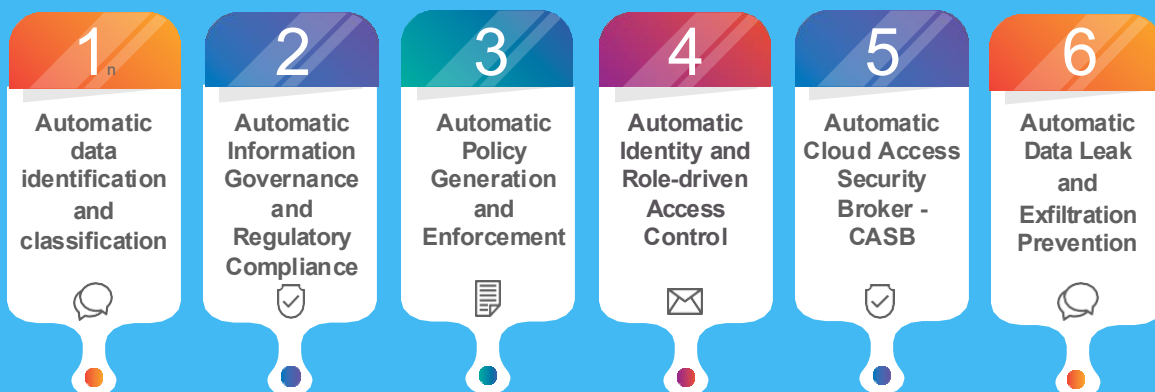 1
n
Automatic
data
identification
and
classification
2
Automatic
Information
Governance
and
Regulatory
Compliance
3
Automatic
Policy
Generation
and
Enforcement
4
Automatic
Identity and
Role-driven
Access
Control
5
Automatic
Cloud Access
Security
Broker -
CASB
6
Automatic
Data Leak
and
Exfiltration
Prevention